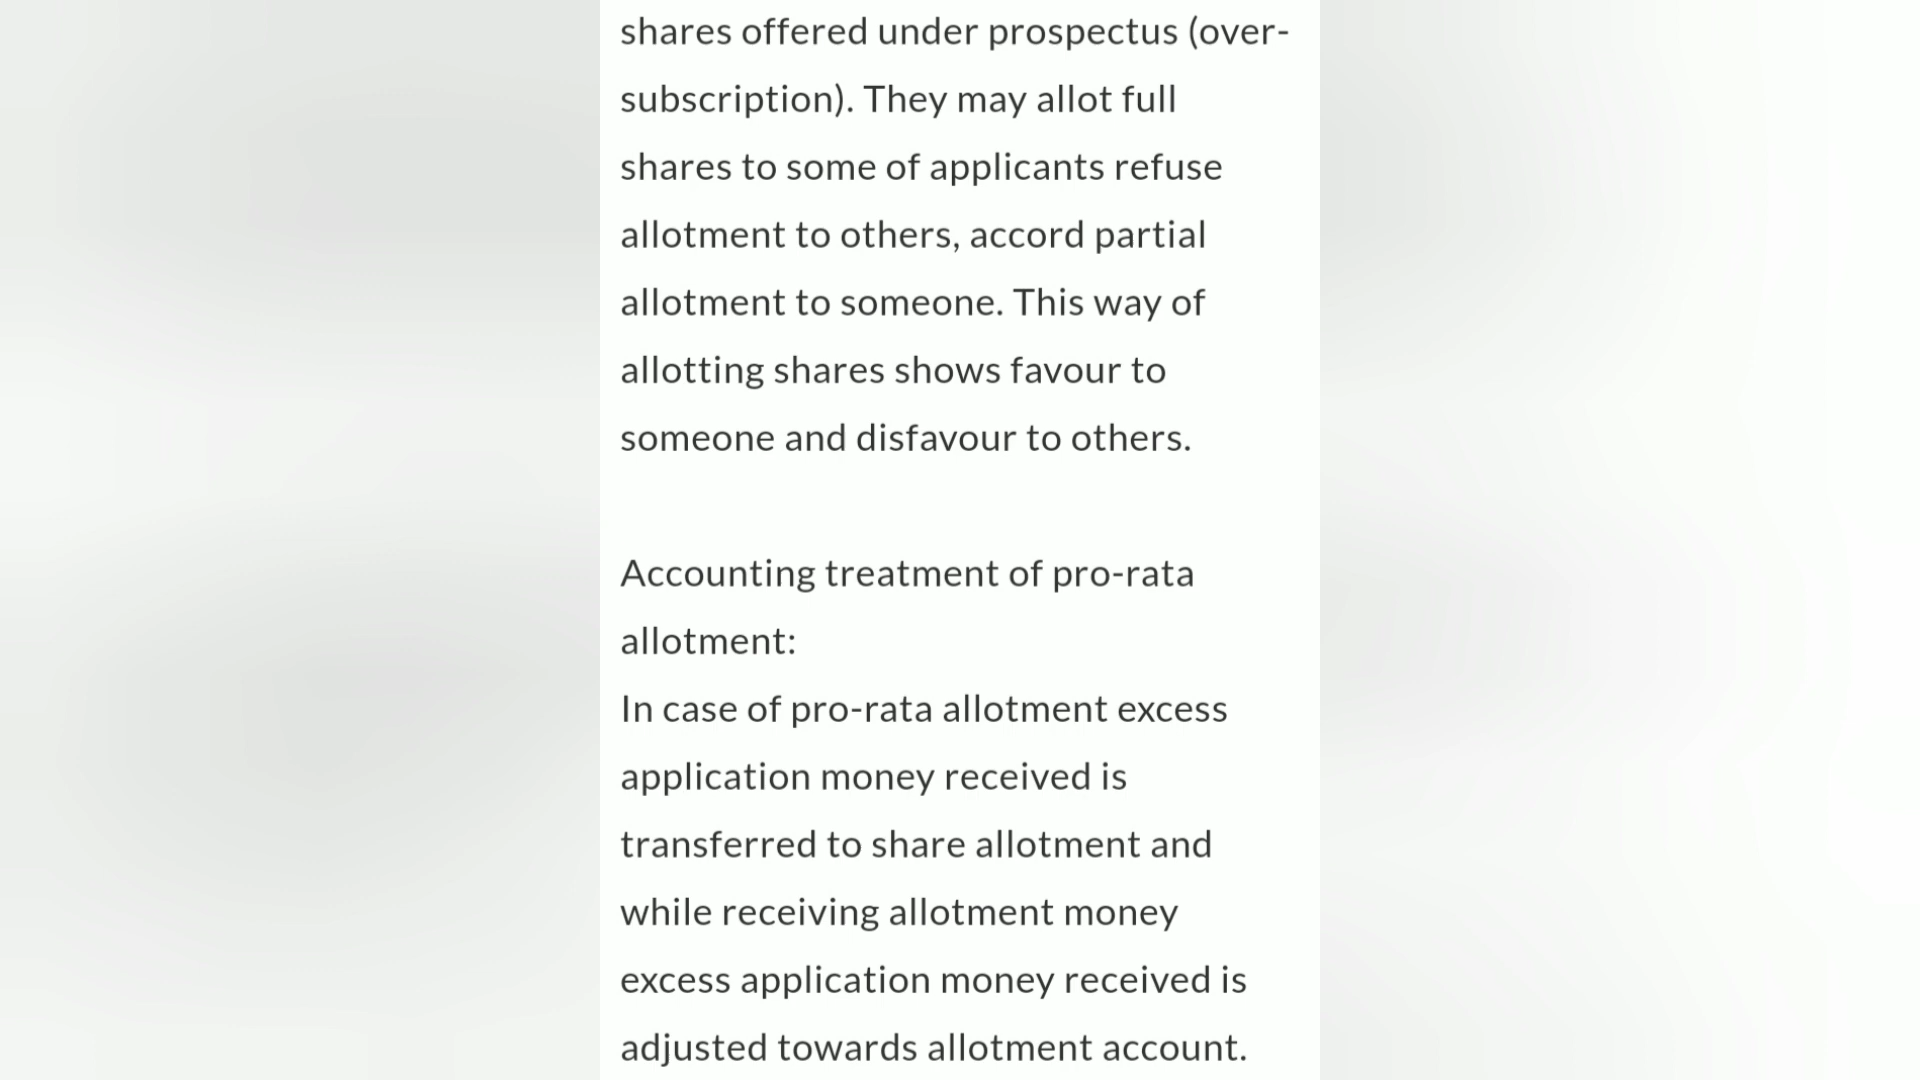 shares offered under prospectus (over-
subscription). They may allot full
shares to some of applicants refuse
allotment to others, accord partial
allotment to someone. This way of
allotting shares shows favour to
someone and disfavour to others.
Accounting treatment of pro-rata
allotment:
In case of pro-rata allotment excess
application money received is
transferred to share allotment and
while receiving allotment money
excess application money received is
adjusted towards allotment account.